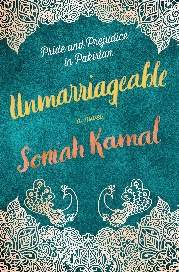 Pride and Prejudice
in Pakistan
Unmarriageable
a novel
Soniah Kamal